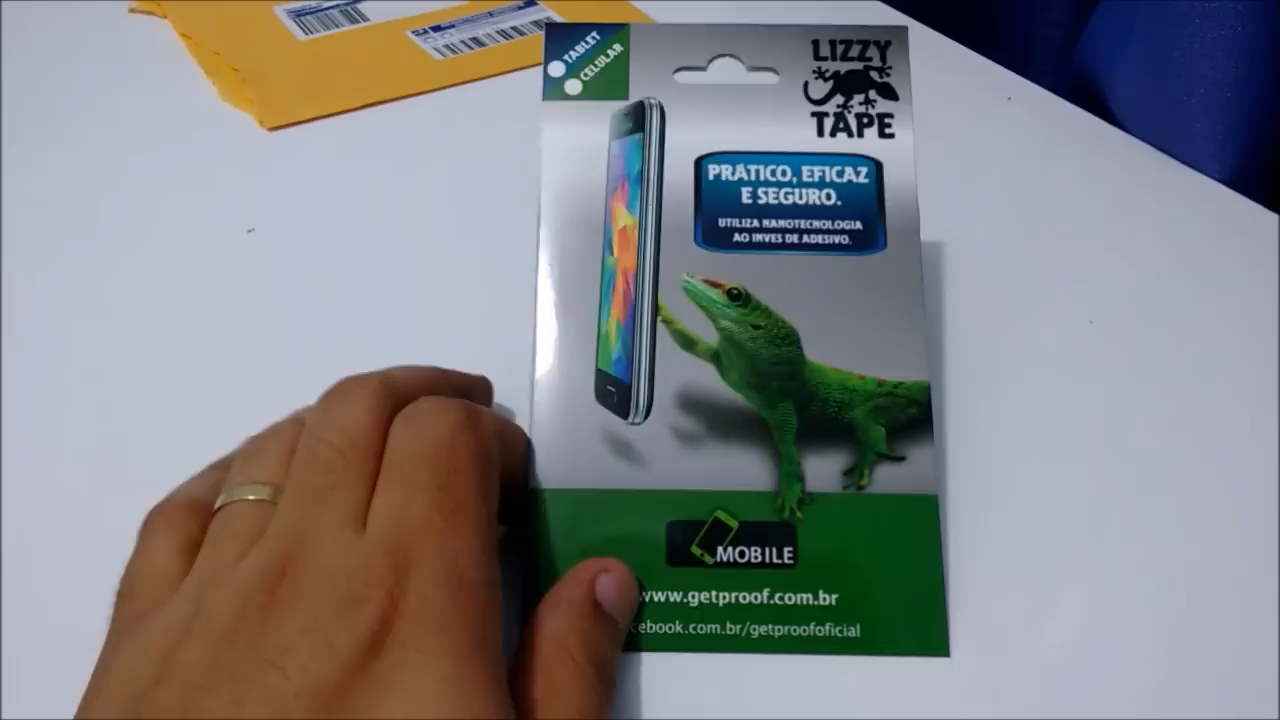 TABLET
CELULAR
LIZZY
TAPE
PRÁTICO, EFICAZ
E SEGURO.
UTILIZA NANOTECNOLOGIA
AO INVES DE ADESIVO.
MOBILE
www.getproof.com.br
cebook.com.br/getproofoficial